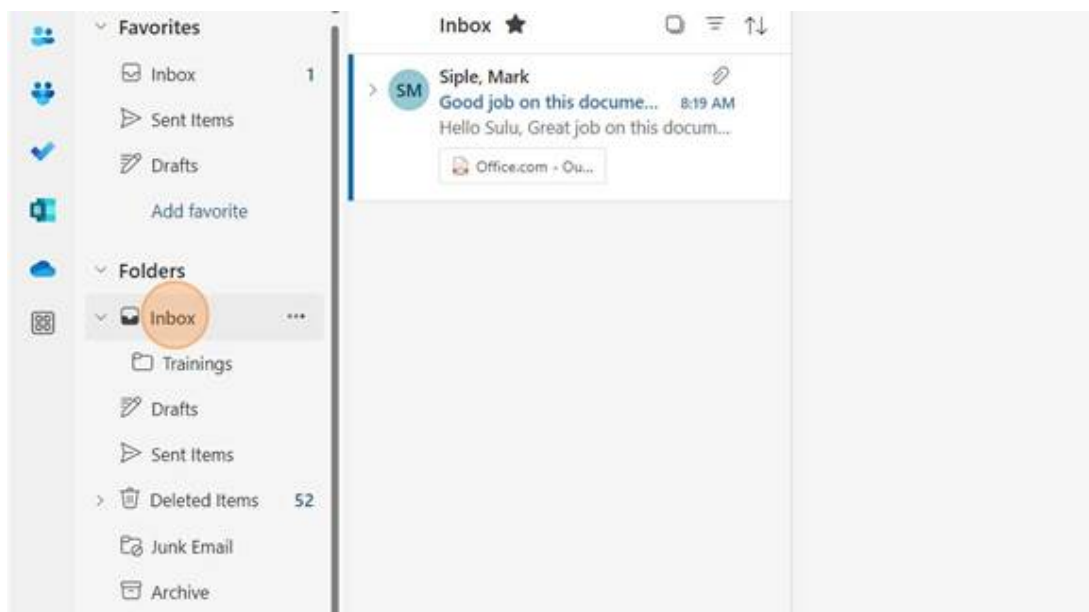 Favorites
Inbox 1
Sent Items
Drafts
Add favorite
Folders
Inbox ...
Trainings
Drafts
Sent Items
Deleted Items 52
Junk Email
Archive
Inbox
SM
Siple, Mark
Good job on this docume... 8:19 AM
Hello Sulu, Great job on this docum...
Office.com - Ou...